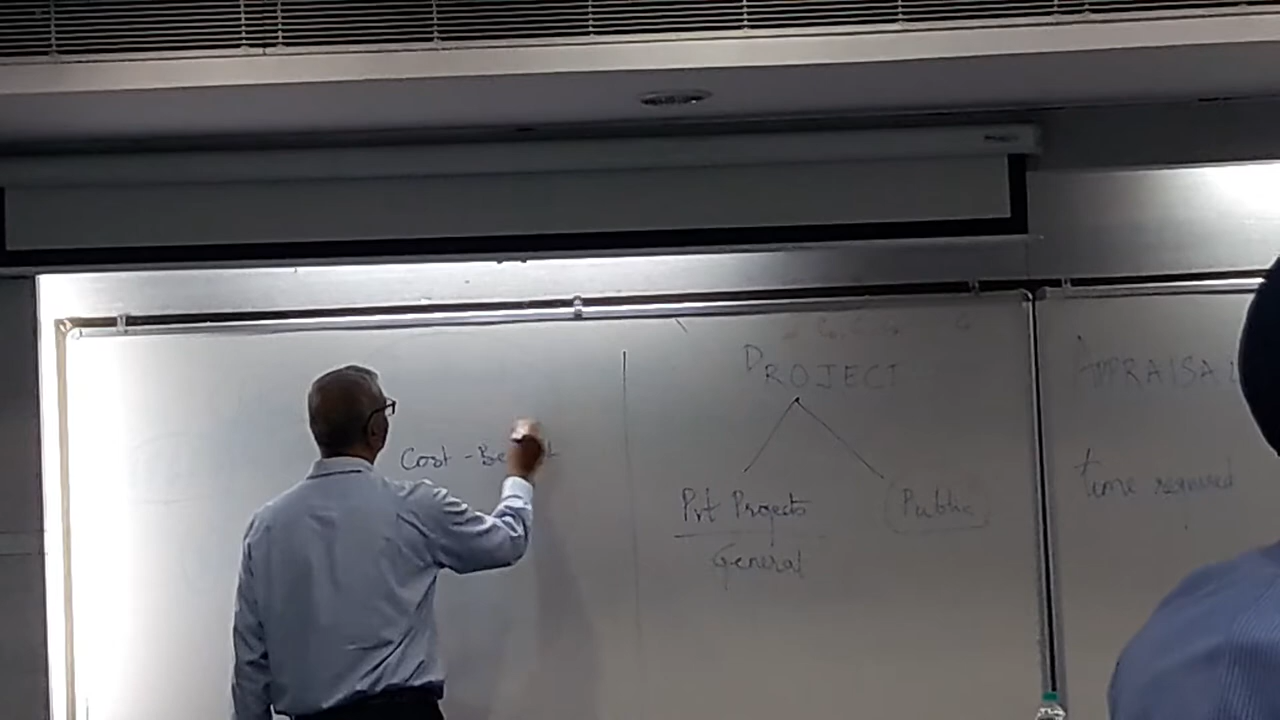 Cost - Be
PROJECT
Pvt Projects
Public
General
APPRAISAL
time required